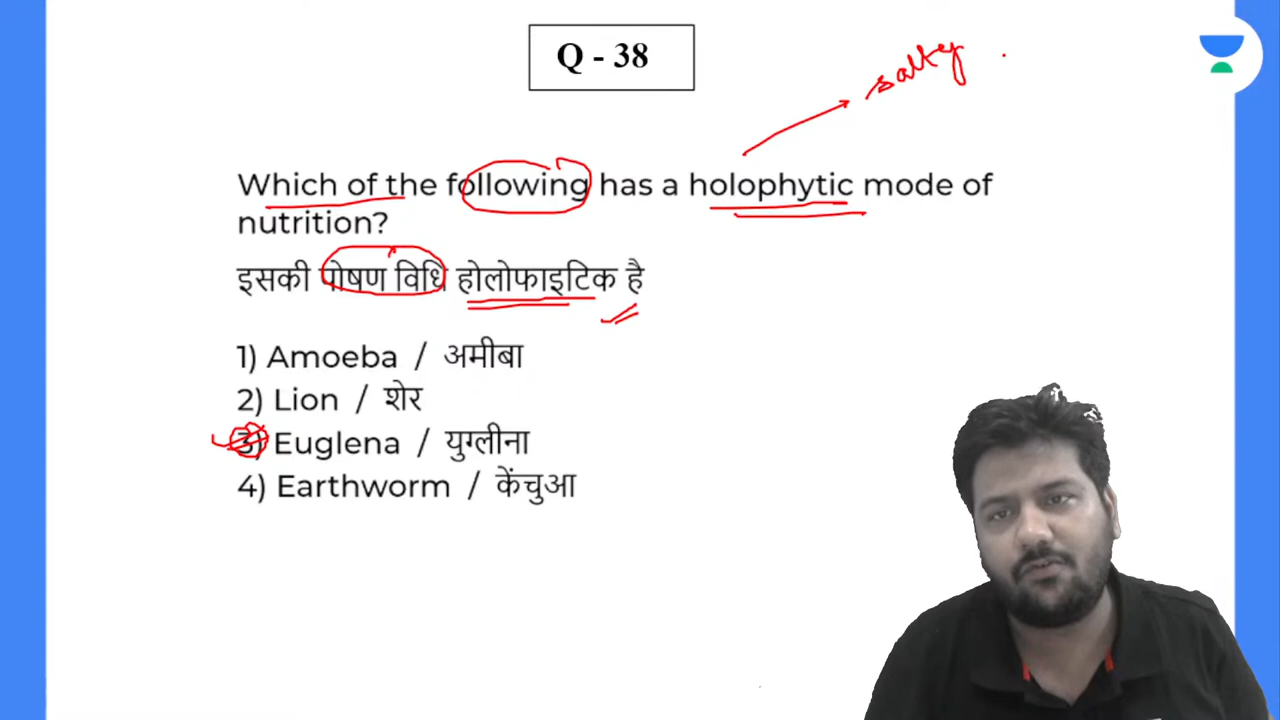 Q - 38
salty
Which of the following has a holophytic mode of
nutrition?
इसकी पोषण विधि होलोफाइटिक है
1) Amoeba / अमीबा
2) Lion / शेर
3) Euglena / युग्लीना
4) Earthworm / केंचुआ